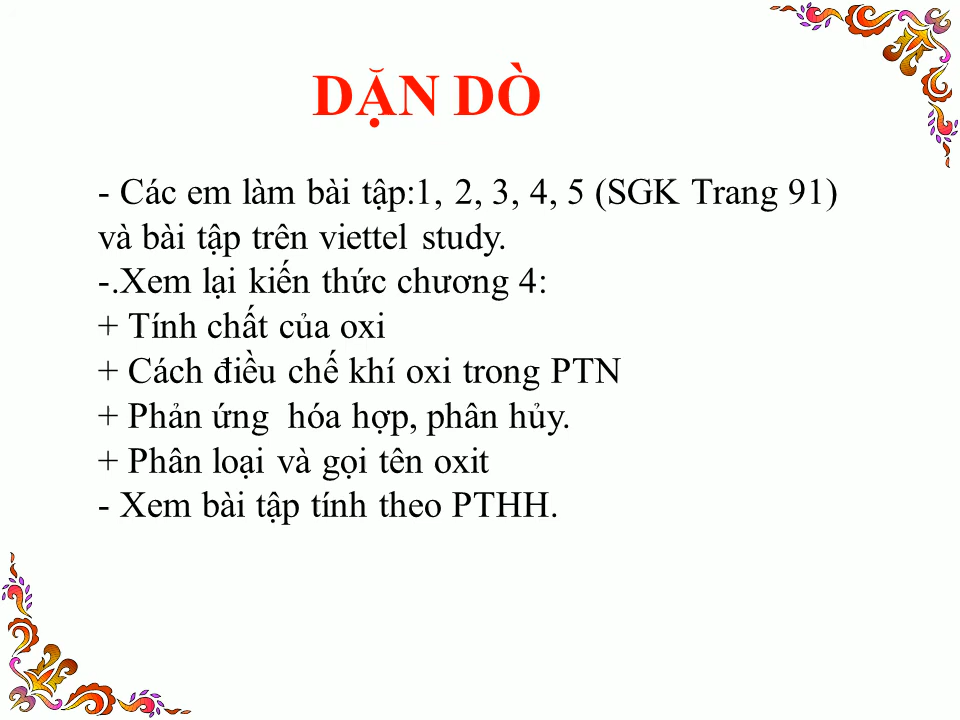 DẶN DÒ
- Các em làm bài tập:1, 2, 3, 4, 5 (SGK Trang 91)
và bài tập trên viettel study.
-.Xem lại kiến thức chương 4:
+ Tính chất của oxi
+ Cách điều chế khí oxi trong PTN
+ Phản ứng  hóa hợp, phân hủy.
+ Phân loại và gọi tên oxit
- Xem bài tập tính theo PTHH.